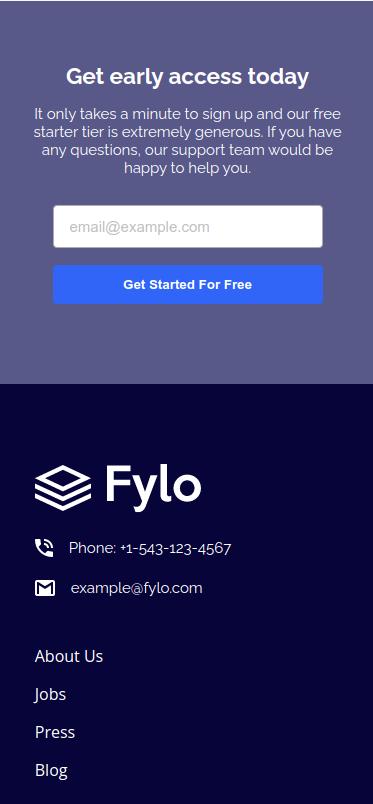 Get early access today
It only takes a minute to sign up and our free
starter tier is extremely generous. If you have
any questions, our support team would be
happy to help you.
email@example.com
Get Started For Free
Fylo
Phone: +1-543-123-4567
example@fylo.com
About Us
Jobs
Press
Blog